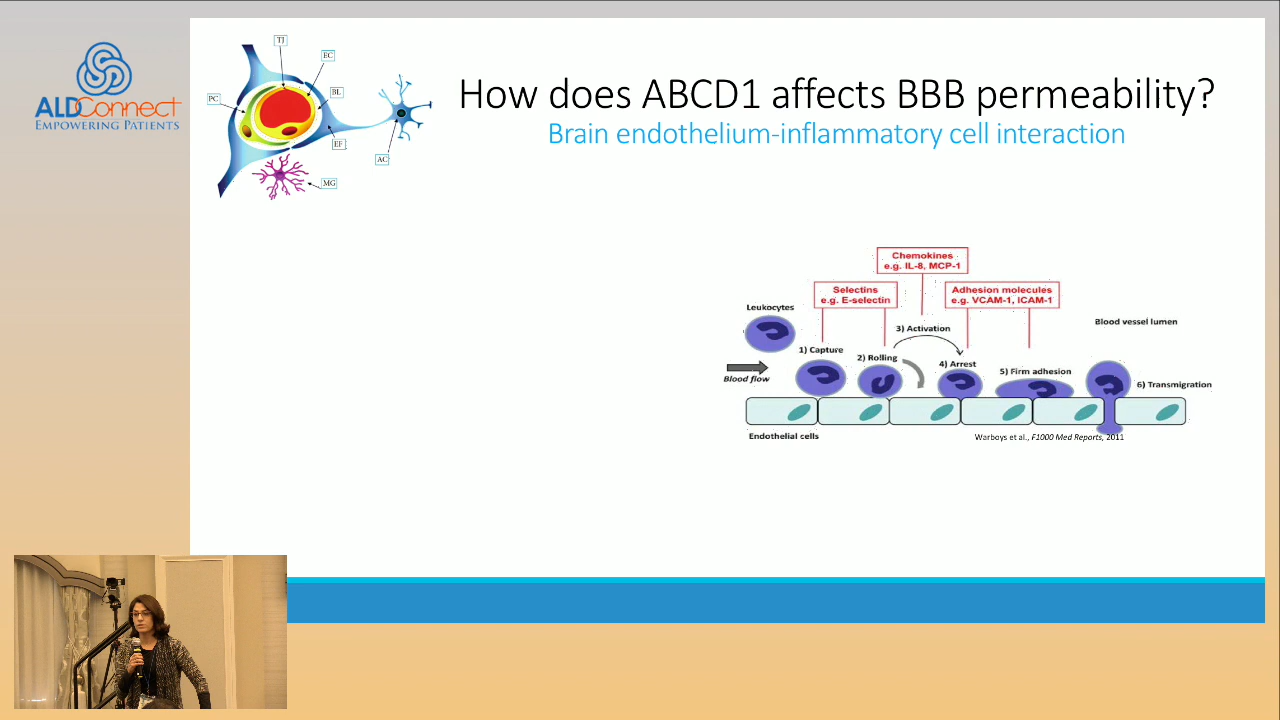 ALDConnect
EMPOWERING PATIENTS
TJ
EC
BL
PC
EF
AC
MG
How does ABCD1 affects BBB permeability?
Brain endothelium-inflammatory cell interaction
Chemokines
e.g. IL-8, MCP-1
Selectins
e.g. E-selectin
Adhesion molecules
e.g. VCAM-1, ICAM-1
Leukocytes
Blood vessel lumen
3) Activation
1) Capture
2) Rolling
4) Arrest
5) Firm adhesion
6) Transmigration
Blood flow
Endothelial cells
Warboys et al., F1000 Med Reports, 2011